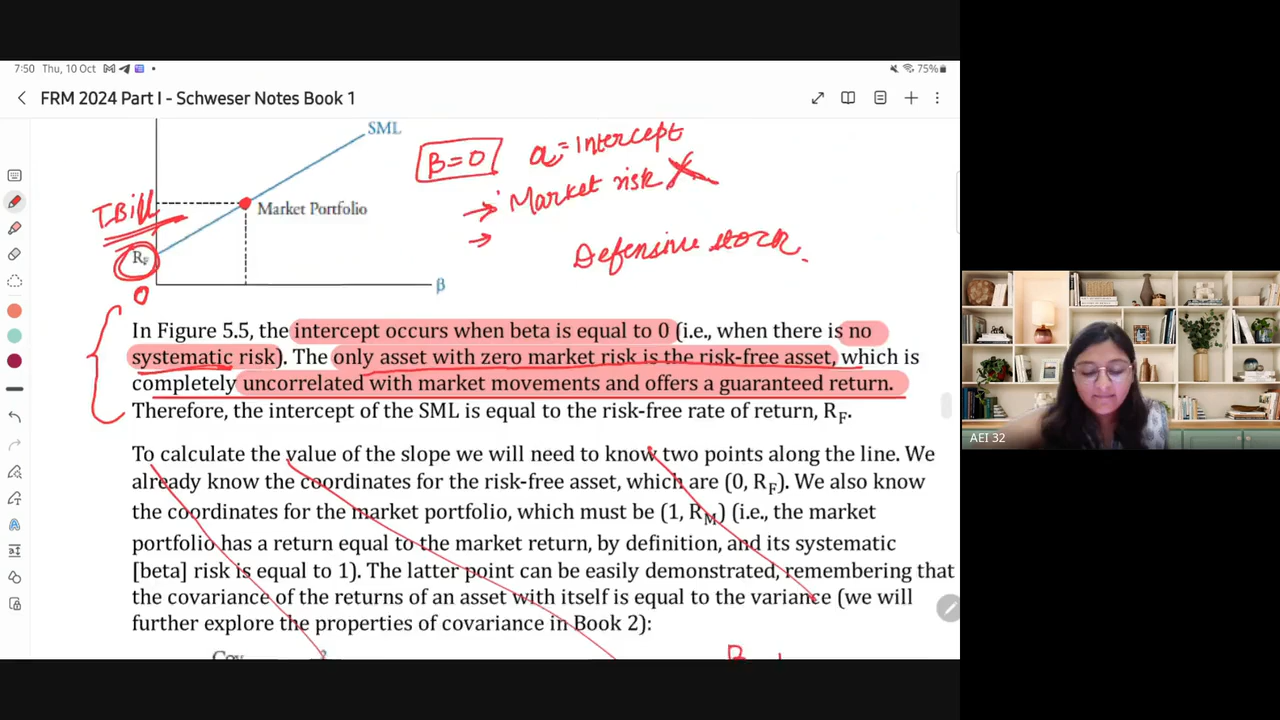 7:50 Thu, 10 Oct 75%
FRM 2024 Part I - Schweser Notes Book 1
SML
β=0 a = Intercept
→ Market risk X
T Bill
Market Portfolio
→
Defensive stock.
RF
β
0
In Figure 5.5, the intercept occurs when beta is equal to 0 (i.e., when there is no
systematic risk). The only asset with zero market risk is the risk-free asset, which is
completely uncorrelated with market movements and offers a guaranteed return.
Therefore, the intercept of the SML is equal to the risk-free rate of return, RF.
To calculate the value of the slope we will need to know two points along the line. We
already know the coordinates for the risk-free asset, which are (0, RF). We also know
the coordinates for the market portfolio, which must be (1, RM) (i.e., the market
portfolio has a return equal to the market return, by definition, and its systematic
[beta] risk is equal to 1). The latter point can be easily demonstrated, remembering that
the covariance of the returns of an asset with itself is equal to the variance (we will
further explore the properties of covariance in Book 2):
AEI 32